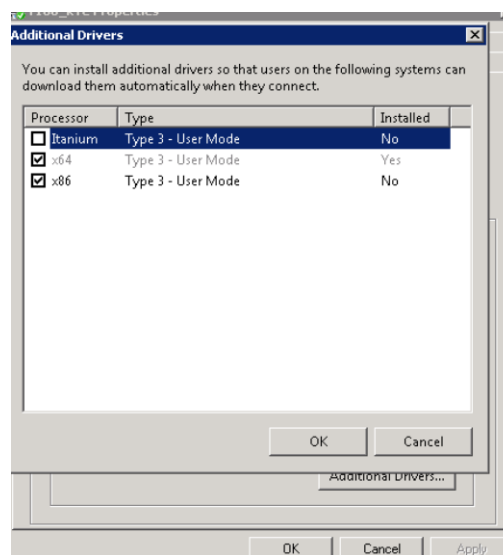 Additional Drivers
You can install additional drivers so that users on the following systems can
download them automatically when they connect.
Processor Type Installed
Itanium Type 3 - User Mode No
x64 Type 3 - User Mode Yes
x86 Type 3 - User Mode No
OK Cancel
Additional Drivers...
OK Cancel Apply